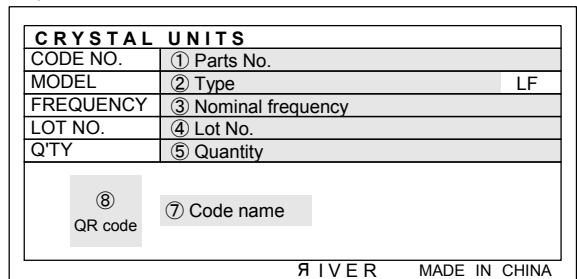 CRYSTAL UNITS
CODE NO. ① Parts No.
MODEL ② Type LF
FREQUENCY ③ Nominal frequency
LOT NO. ④ Lot No.
Q'TY ⑤ Quantity
⑧
QR code
⑦ Code name
ЯIVER MADE IN CHINA